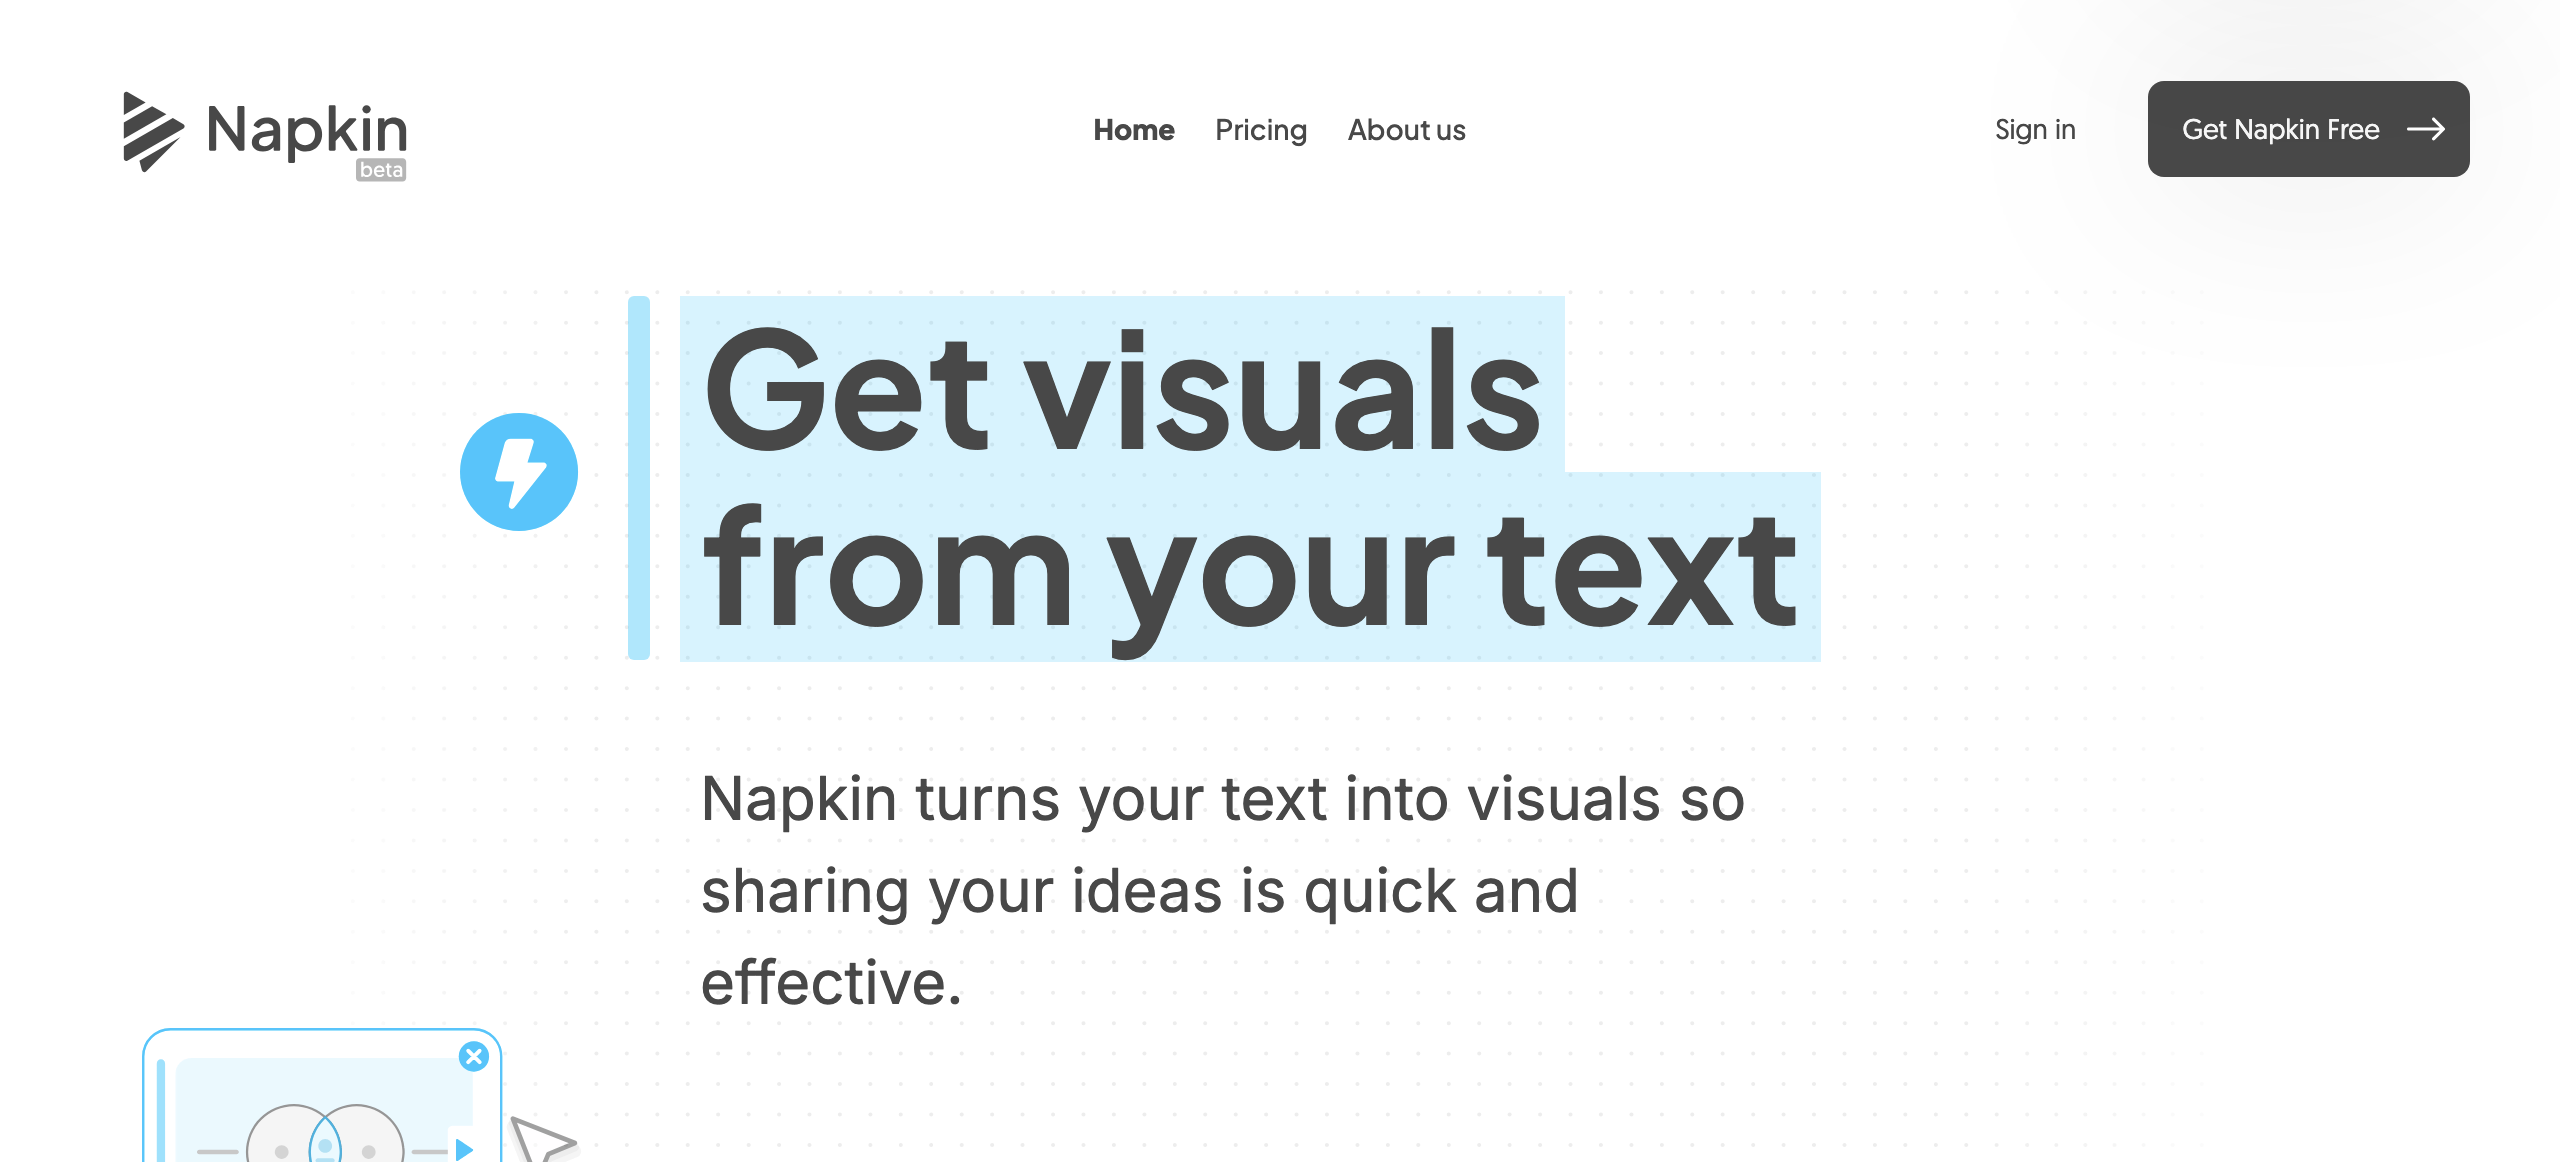 Napkin
beta
Home
Pricing
About us
Sign in
Get Napkin Free
Get visuals
from your text
Napkin turns your text into visuals so
sharing your ideas is quick and
effective.